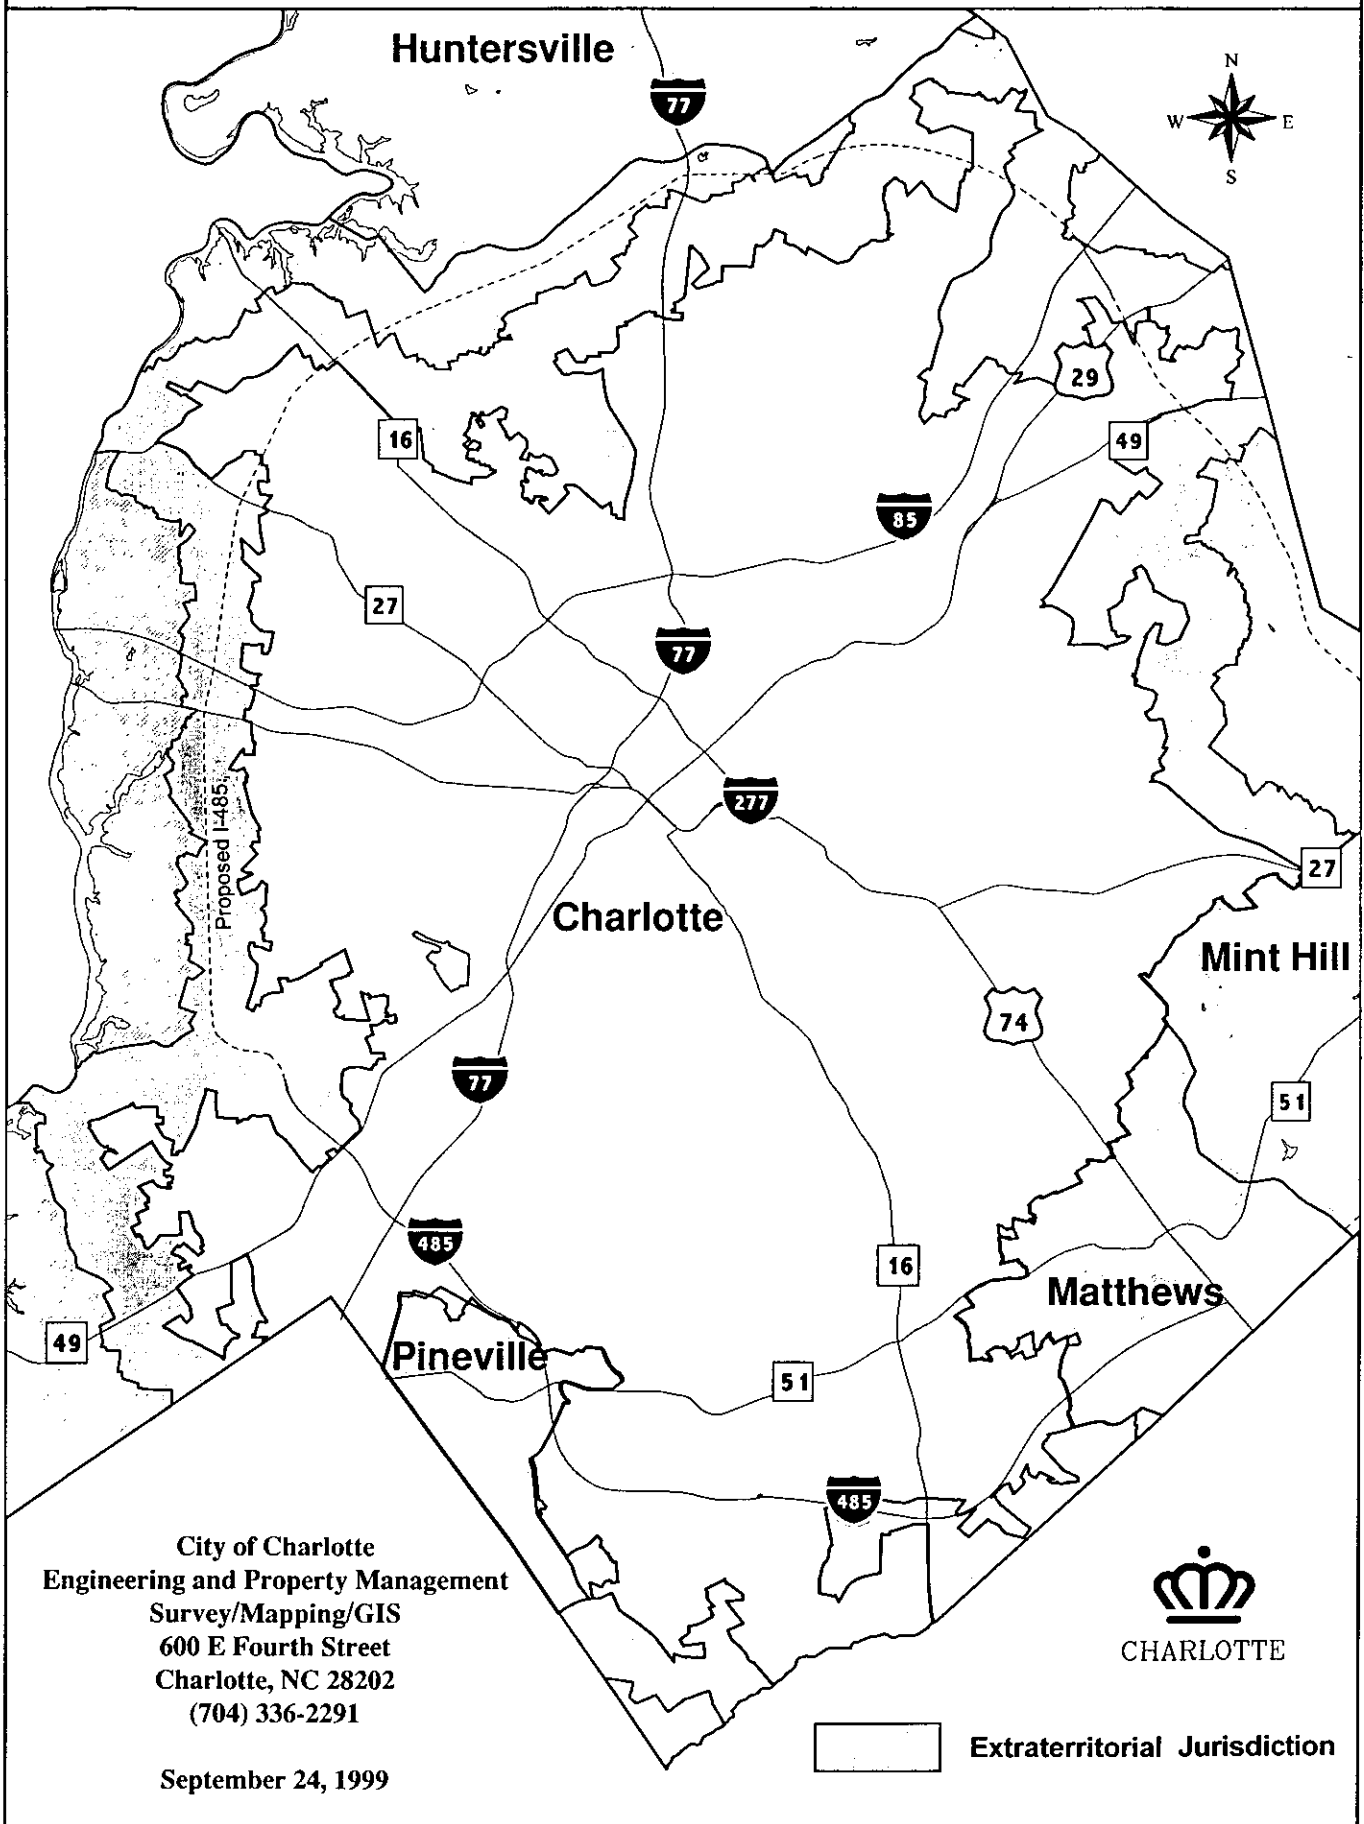 Huntersville
77
N
W E
S
29
16
49
85
27
77
277
Proposed I-485
27
Charlotte
Mint Hill
74
77
51
485
16
Matthews
49
Pineville
51
485
City of Charlotte
Engineering and Property Management
Survey/Mapping/GIS
600 E Fourth Street
Charlotte, NC 28202
(704) 336-2291
September 24, 1999
CHARLOTTE
Extraterritorial Jurisdiction